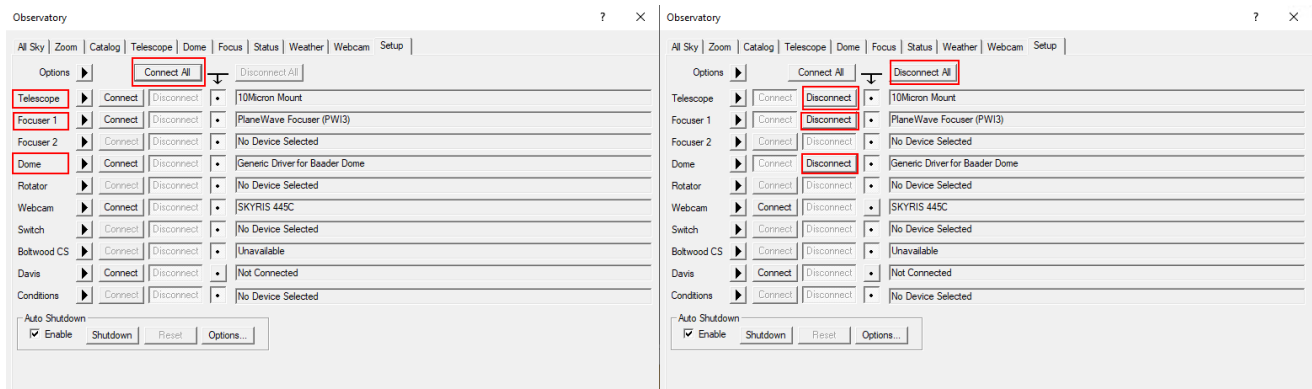 Observatory ? ×
All Sky | Zoom | Catalog | Telescope | Dome | Focus | Status | Weather | Webcam Setup
Options Connect All Disconnect All
Telescope Connect Disconnect 10Micron Mount
Focuser 1 Connect Disconnect PlaneWave Focuser (PWI3)
Focuser 2 Connect Disconnect No Device Selected
Dome Connect Disconnect Generic Driver for Baader Dome
Rotator Connect Disconnect No Device Selected
Webcam Connect Disconnect SKYRIS 445C
Switch Connect Disconnect No Device Selected
Boltwood CS Connect Disconnect Unavailable
Davis Connect Disconnect Not Connected
Conditions Connect Disconnect No Device Selected
Auto Shutdown
Enable Shutdown Reset Options...
Observatory ? ×
All Sky | Zoom | Catalog | Telescope | Dome | Focus | Status | Weather | Webcam Setup
Options Connect All Disconnect All
Telescope Connect Disconnect 10Micron Mount
Focuser 1 Connect Disconnect PlaneWave Focuser (PWI3)
Focuser 2 Connect Disconnect No Device Selected
Dome Connect Disconnect Generic Driver for Baader Dome
Rotator Connect Disconnect No Device Selected
Webcam Connect Disconnect SKYRIS 445C
Switch Connect Disconnect No Device Selected
Boltwood CS Connect Disconnect Unavailable
Davis Connect Disconnect Not Connected
Conditions Connect Disconnect No Device Selected
Auto Shutdown
Enable Shutdown Reset Options...